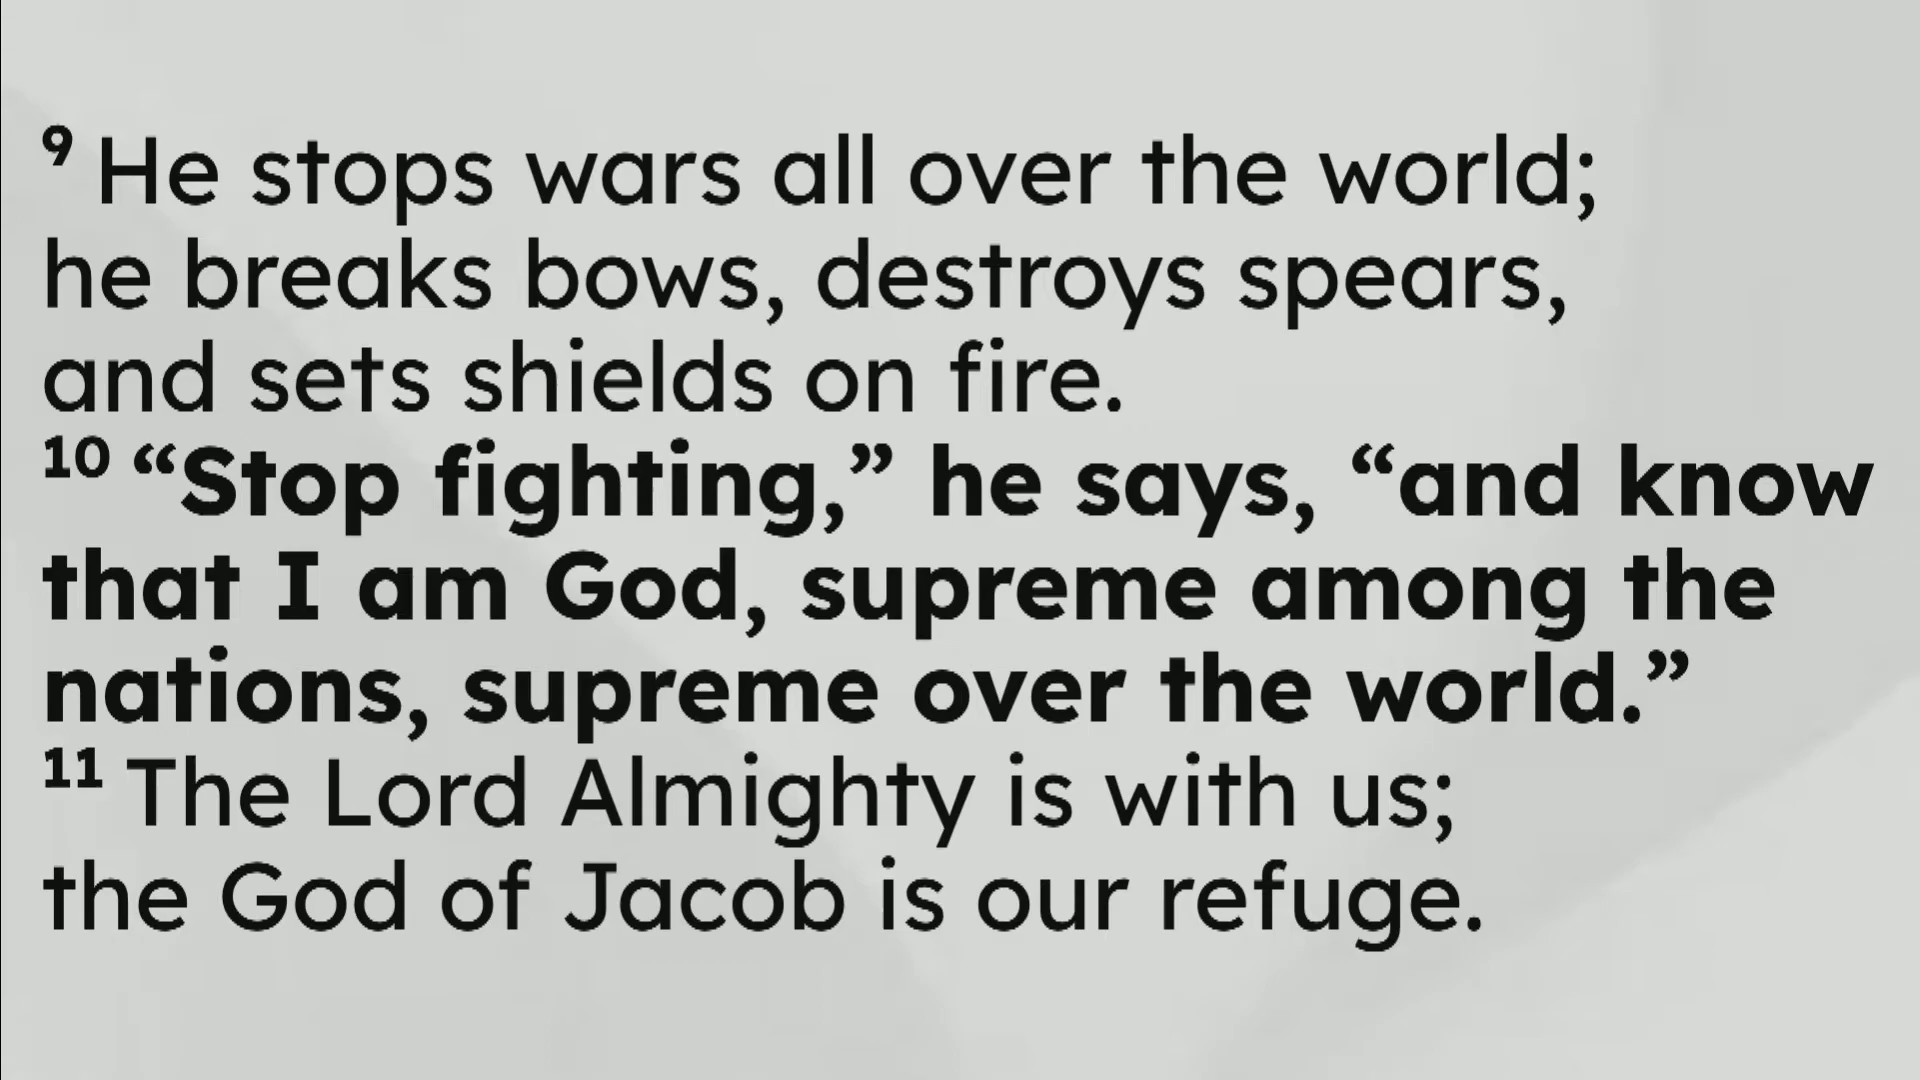 9 He stops wars all over the world;
he breaks bows, destroys spears,
and sets shields on fire.
10 “Stop fighting,” he says, “and know
that I am God, supreme among the
nations, supreme over the world.”
11 The Lord Almighty is with us;
the God of Jacob is our refuge.